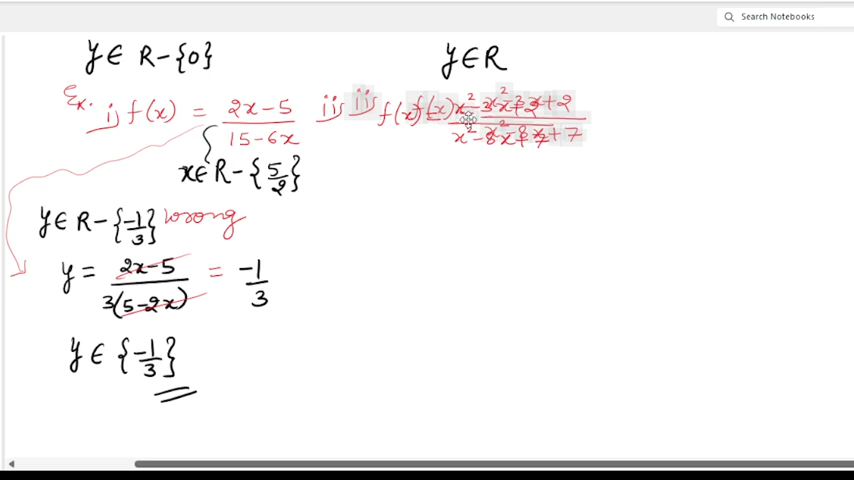 Search Notebooks
y ∈ R - {0}
y ∈ R
Ex. i) f(x) = 2x-5 / 15-6x
ii) f(x) = x² - 3x + 2 / x² - 8x + 7
x ∈ R - {5/2}
y ∈ R - {-1/3} wrong
y = 2x-5 / 3(5-2x) = -1/3
y ∈ {-1/3}